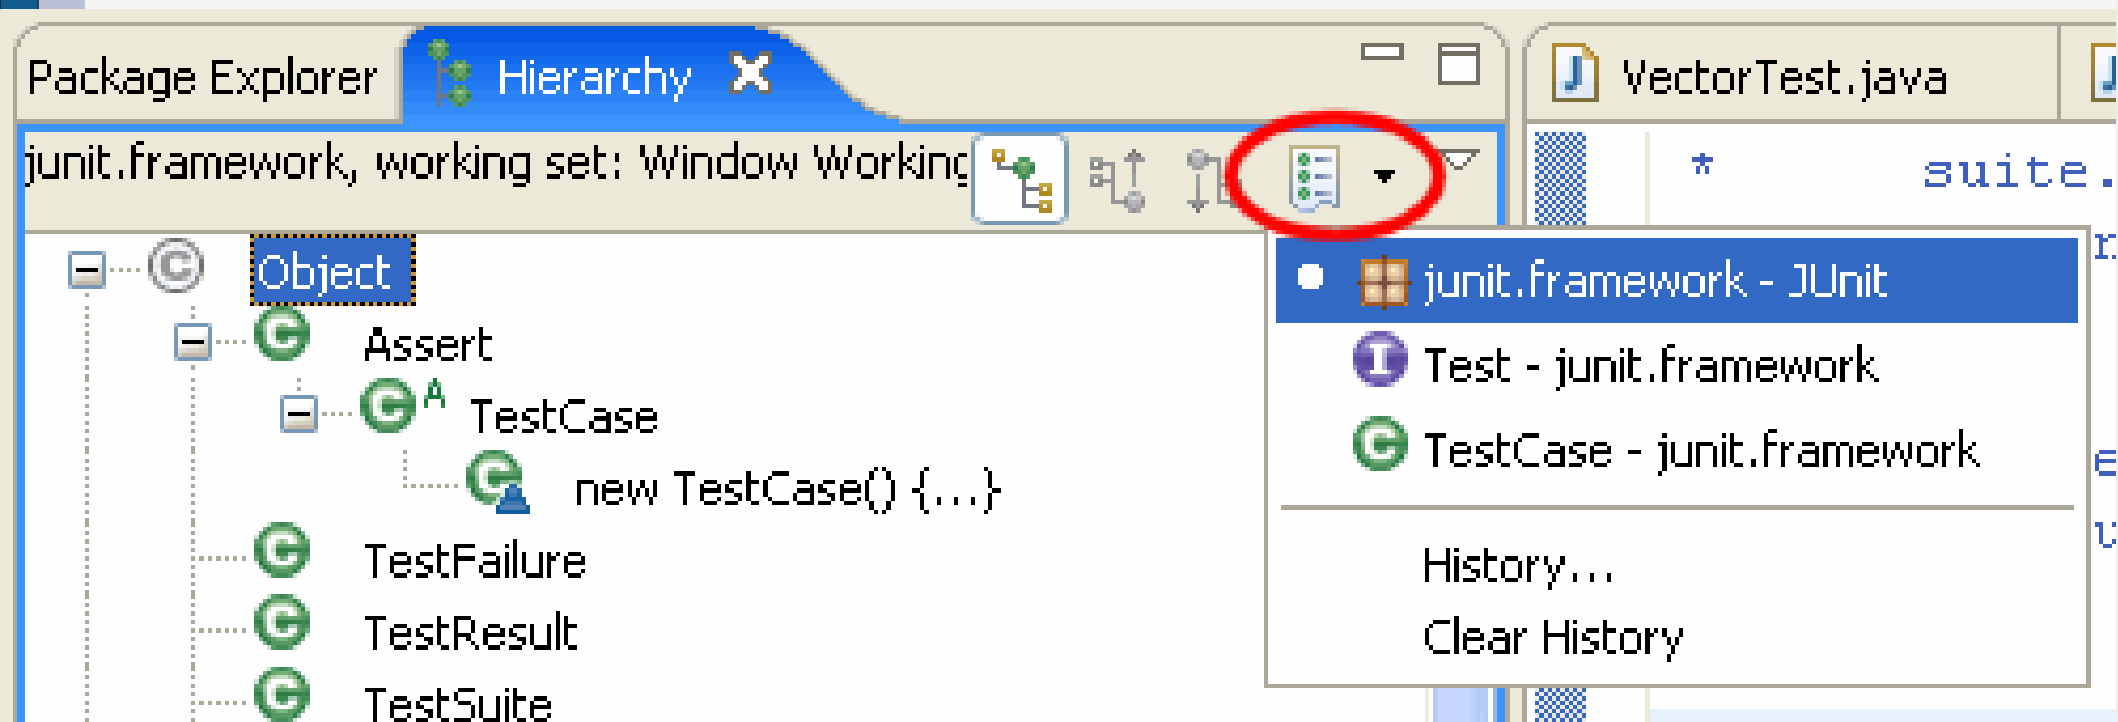 Package Explorer
Hierarchy
VectorTest.java
junit.framework, working set: Window Working
* suite.
Object
Assert
TestCase
new TestCase() {...}
TestFailure
TestResult
TestSuite
junit.framework - JUnit
Test - junit.framework
TestCase - junit.framework
History...
Clear History